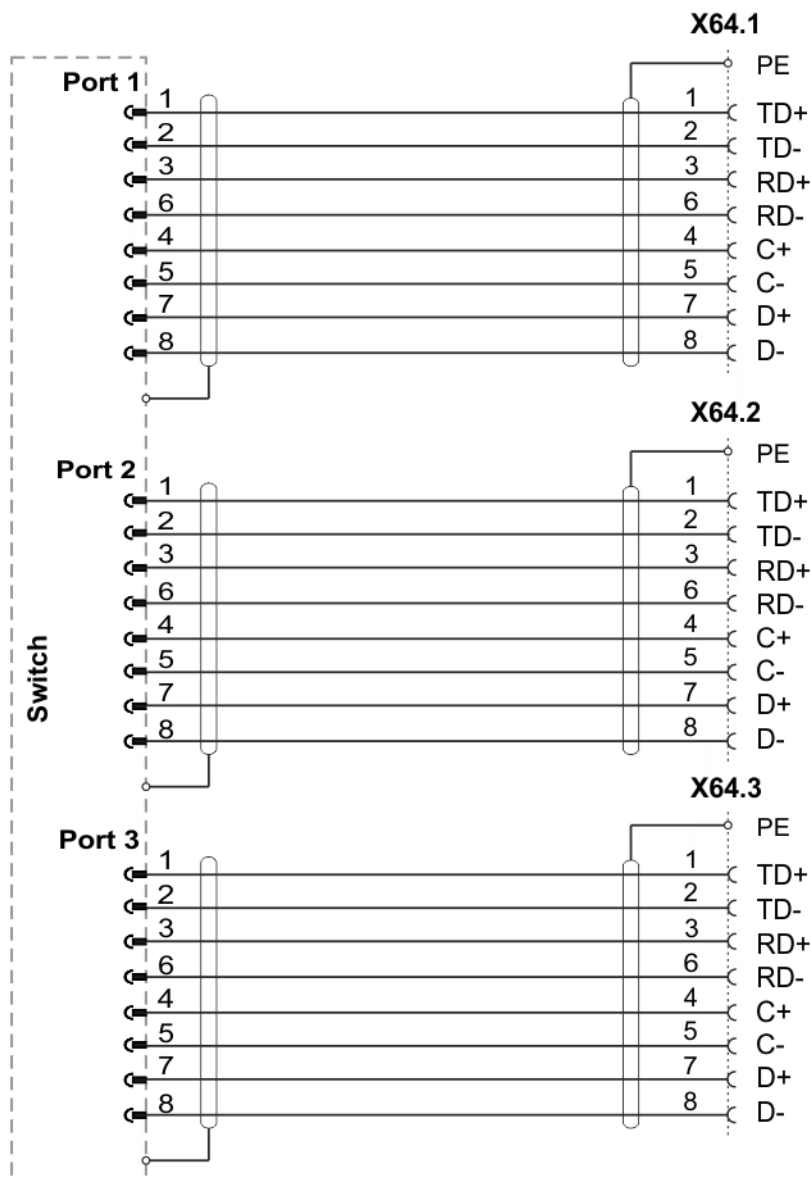 X64.1
PE
Port 1
1 1 TD+
2 2 TD-
3 3 RD+
6 6 RD-
4 4 C+
5 5 C-
7 7 D+
8 8 D-
X64.2
PE
Port 2
1 1 TD+
2 2 TD-
3 3 RD+
6 6 RD-
4 4 C+
5 5 C-
7 7 D+
8 8 D-
Switch
X64.3
PE
Port 3
1 1 TD+
2 2 TD-
3 3 RD+
6 6 RD-
4 4 C+
5 5 C-
7 7 D+
8 8 D-